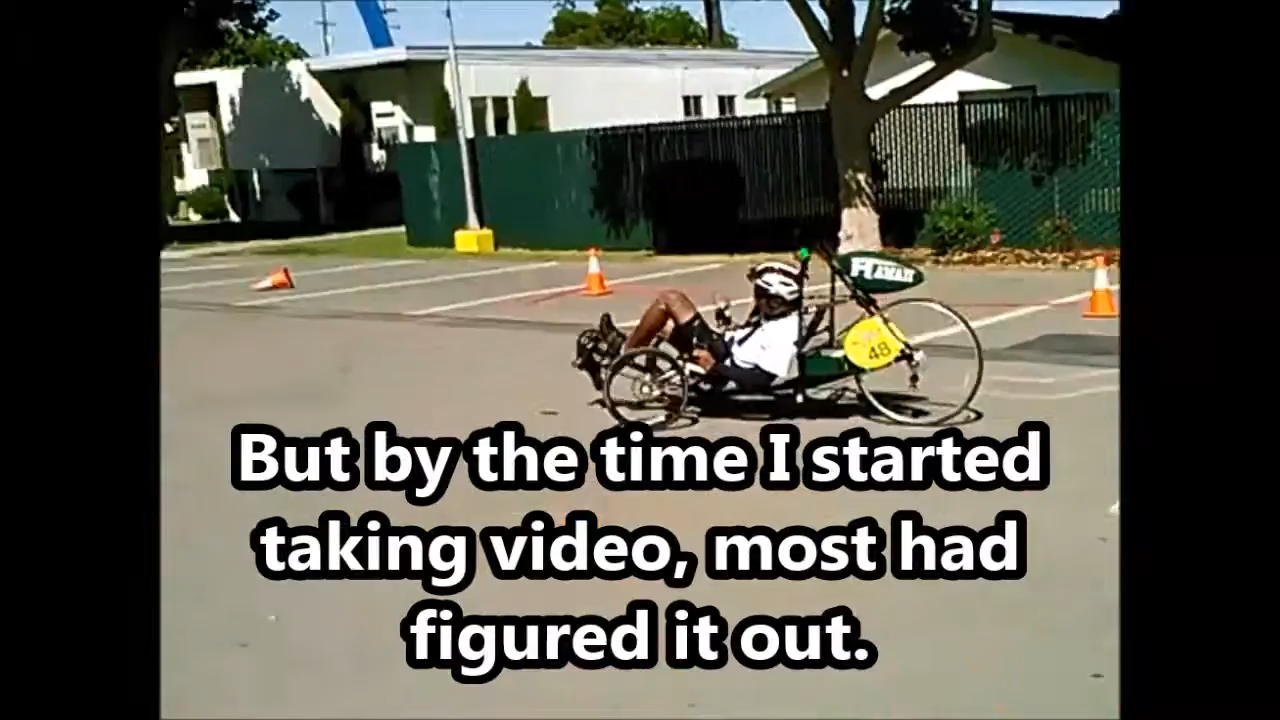 HAWAII
48
But by the time I started
taking video, most had
figured it out.